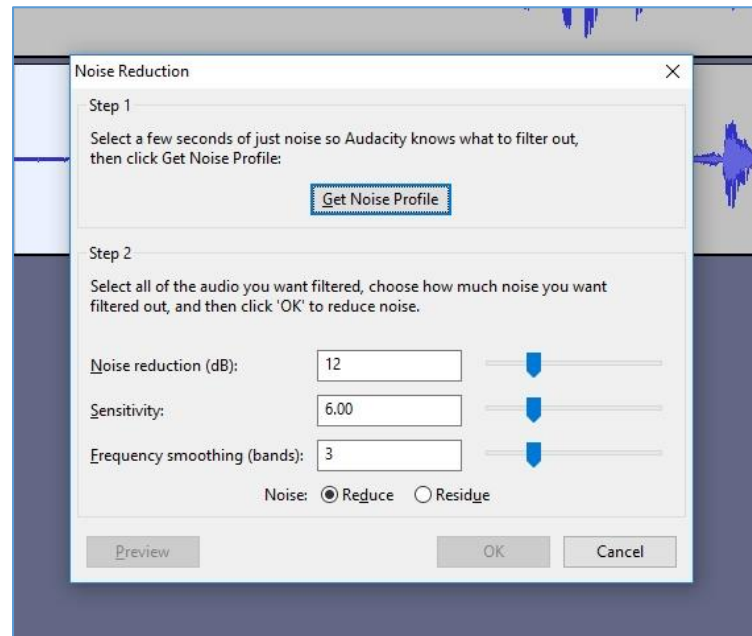 Noise Reduction
Step 1
Select a few seconds of just noise so Audacity knows what to filter out,
then click Get Noise Profile:
Get Noise Profile
Step 2
Select all of the audio you want filtered, choose how much noise you want
filtered out, and then click 'OK' to reduce noise.
Noise reduction (dB): 12
Sensitivity: 6.00
Frequency smoothing (bands): 3
Noise: Reduce Residue
Preview OK Cancel